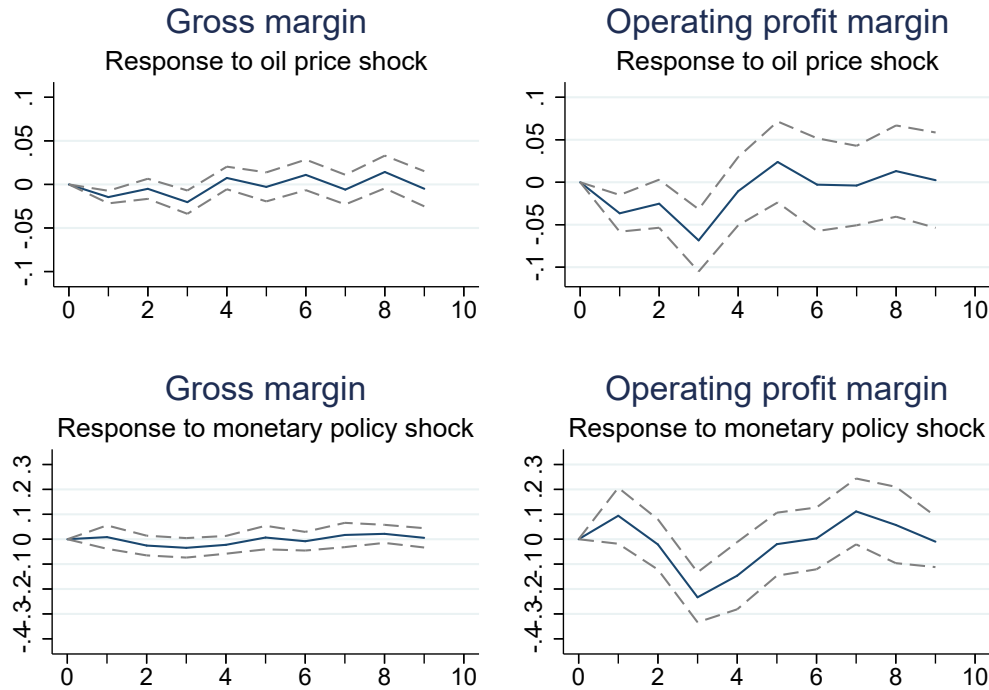 Gross margin
Response to oil price shock
.1
.05
0
-.05
-.1
0 2 4 6 8 10
Operating profit margin
Response to oil price shock
.1
.05
0
-.05
-.1
0 2 4 6 8 10
Gross margin
Response to monetary policy shock
.3
.2
.1
0
-.1
-.2
-.3
-.4
0 2 4 6 8 10
Operating profit margin
Response to monetary policy shock
.3
.2
.1
0
-.1
-.2
-.3
-.4
0 2 4 6 8 10